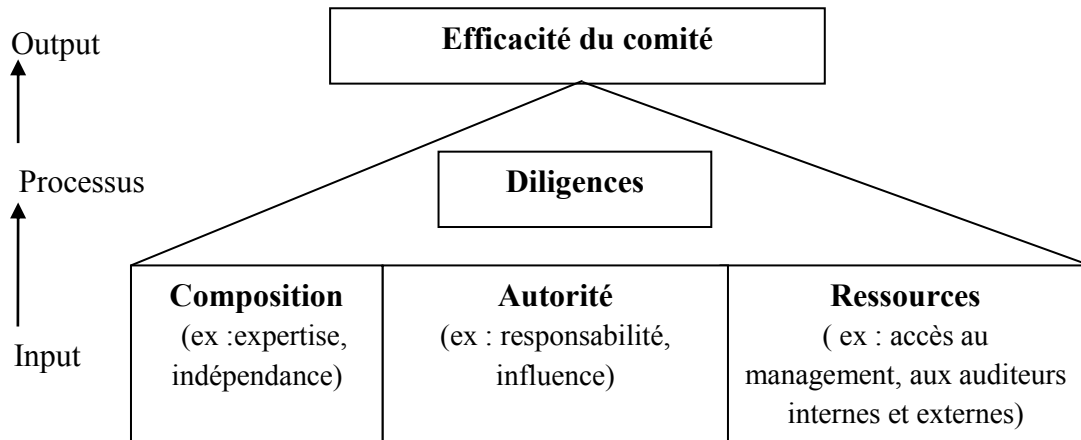 Output
Efficacité du comité
Processus
Diligences
Input
Composition
(ex :expertise,
indépendance)
Autorité
(ex : responsabilité,
influence)
Ressources
( ex : accès au
management, aux auditeurs
internes et externes)